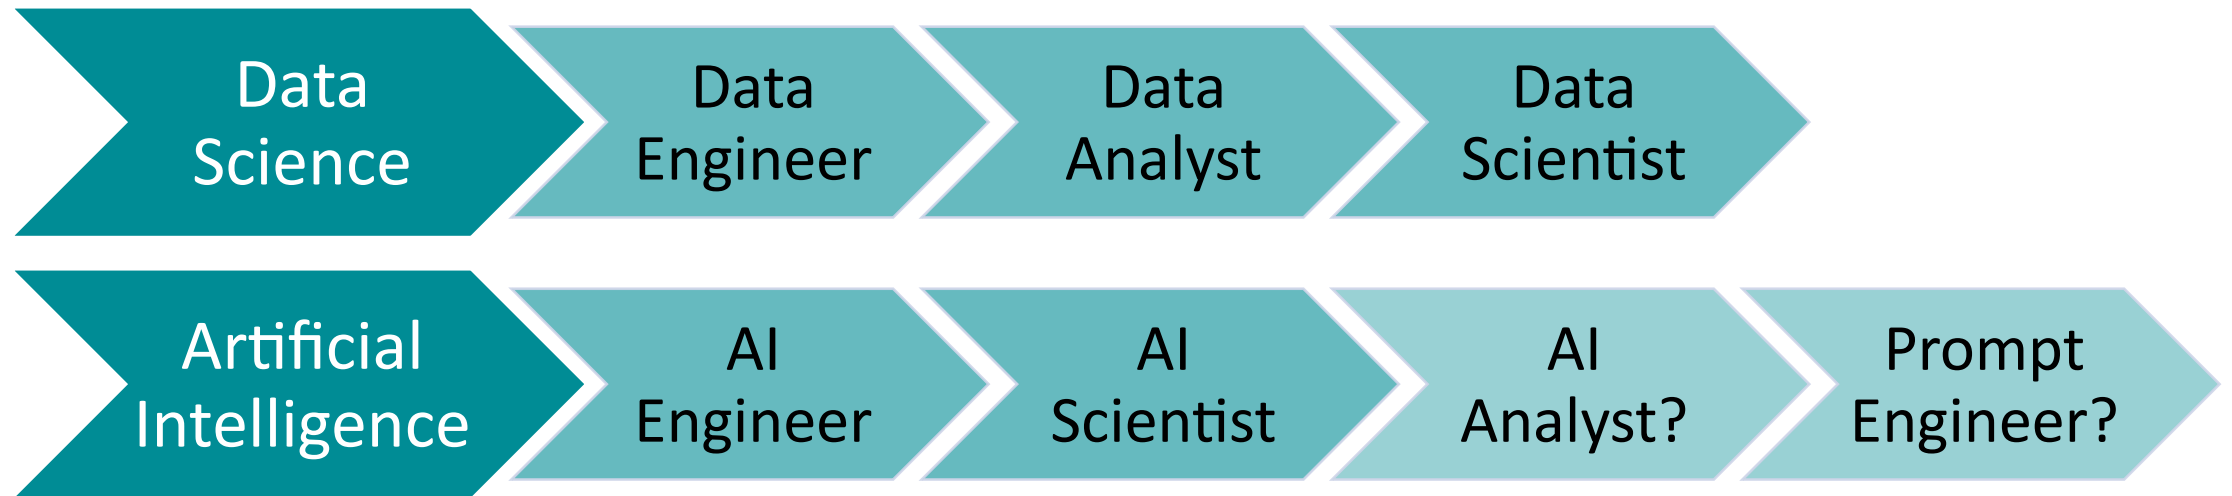 Data
Science
Data
Engineer
Data
Analyst
Data
Scientist
Artificial
Intelligence
AI
Engineer
AI
Scientist
AI
Analyst?
Prompt
Engineer?